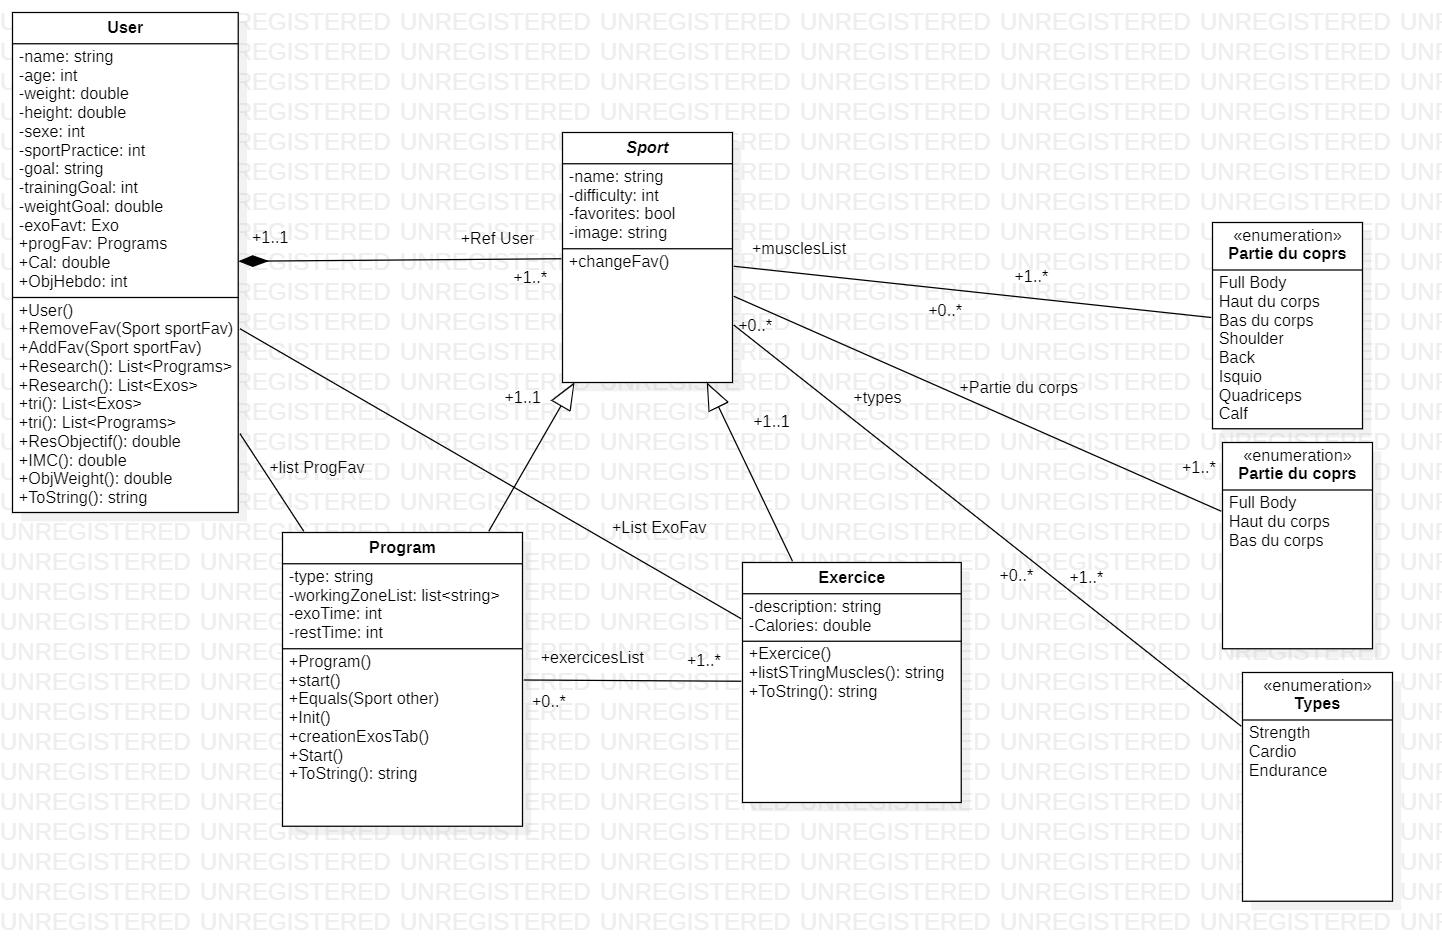 User
-name: string
-age: int
-weight: double
-height: double
-sexe: int
-sportPractice: int
-goal: string
-trainingGoal: int
-weightGoal: double
-exoFavt: Exo
+progFav: Programs
+Cal: double
+ObjHebdo: int
+User()
+RemoveFav(Sport sportFav)
+AddFav(Sport sportFav)
+Research(): List<Programs>
+Research(): List<Exos>
+tri(): List<Exos>
+tri(): List<Programs>
+ResObjectif(): double
+IMC(): double
+ObjWeight(): double
+ToString(): string
+1..1
+Ref User
+1..*
Sport
-name: string
-difficulty: int
-favorites: bool
-image: string
+changeFav()
+musclesList
+1..*
+0..*
+0..*
+Partie du corps
+types
+1..*
+0..*
+1..*
«enumeration»
Partie du coprs
Full Body
Haut du corps
Bas du corps
Shoulder
Back
Isquio
Quadriceps
Calf
«enumeration»
Partie du coprs
Full Body
Haut du corps
Bas du corps
«enumeration»
Types
Strength
Cardio
Endurance
+1..1
+1..1
+list ProgFav
+List ExoFav
Program
-type: string
-workingZoneList: list<string>
-exoTime: int
-restTime: int
+Program()
+start()
+Equals(Sport other)
+Init()
+creationExosTab()
+Start()
+ToString(): string
+exercicesList
+1..*
+0..*
Exercice
-description: string
-Calories: double
+Exercice()
+listSTringMuscles(): string
+ToString(): string
UNREGISTERED